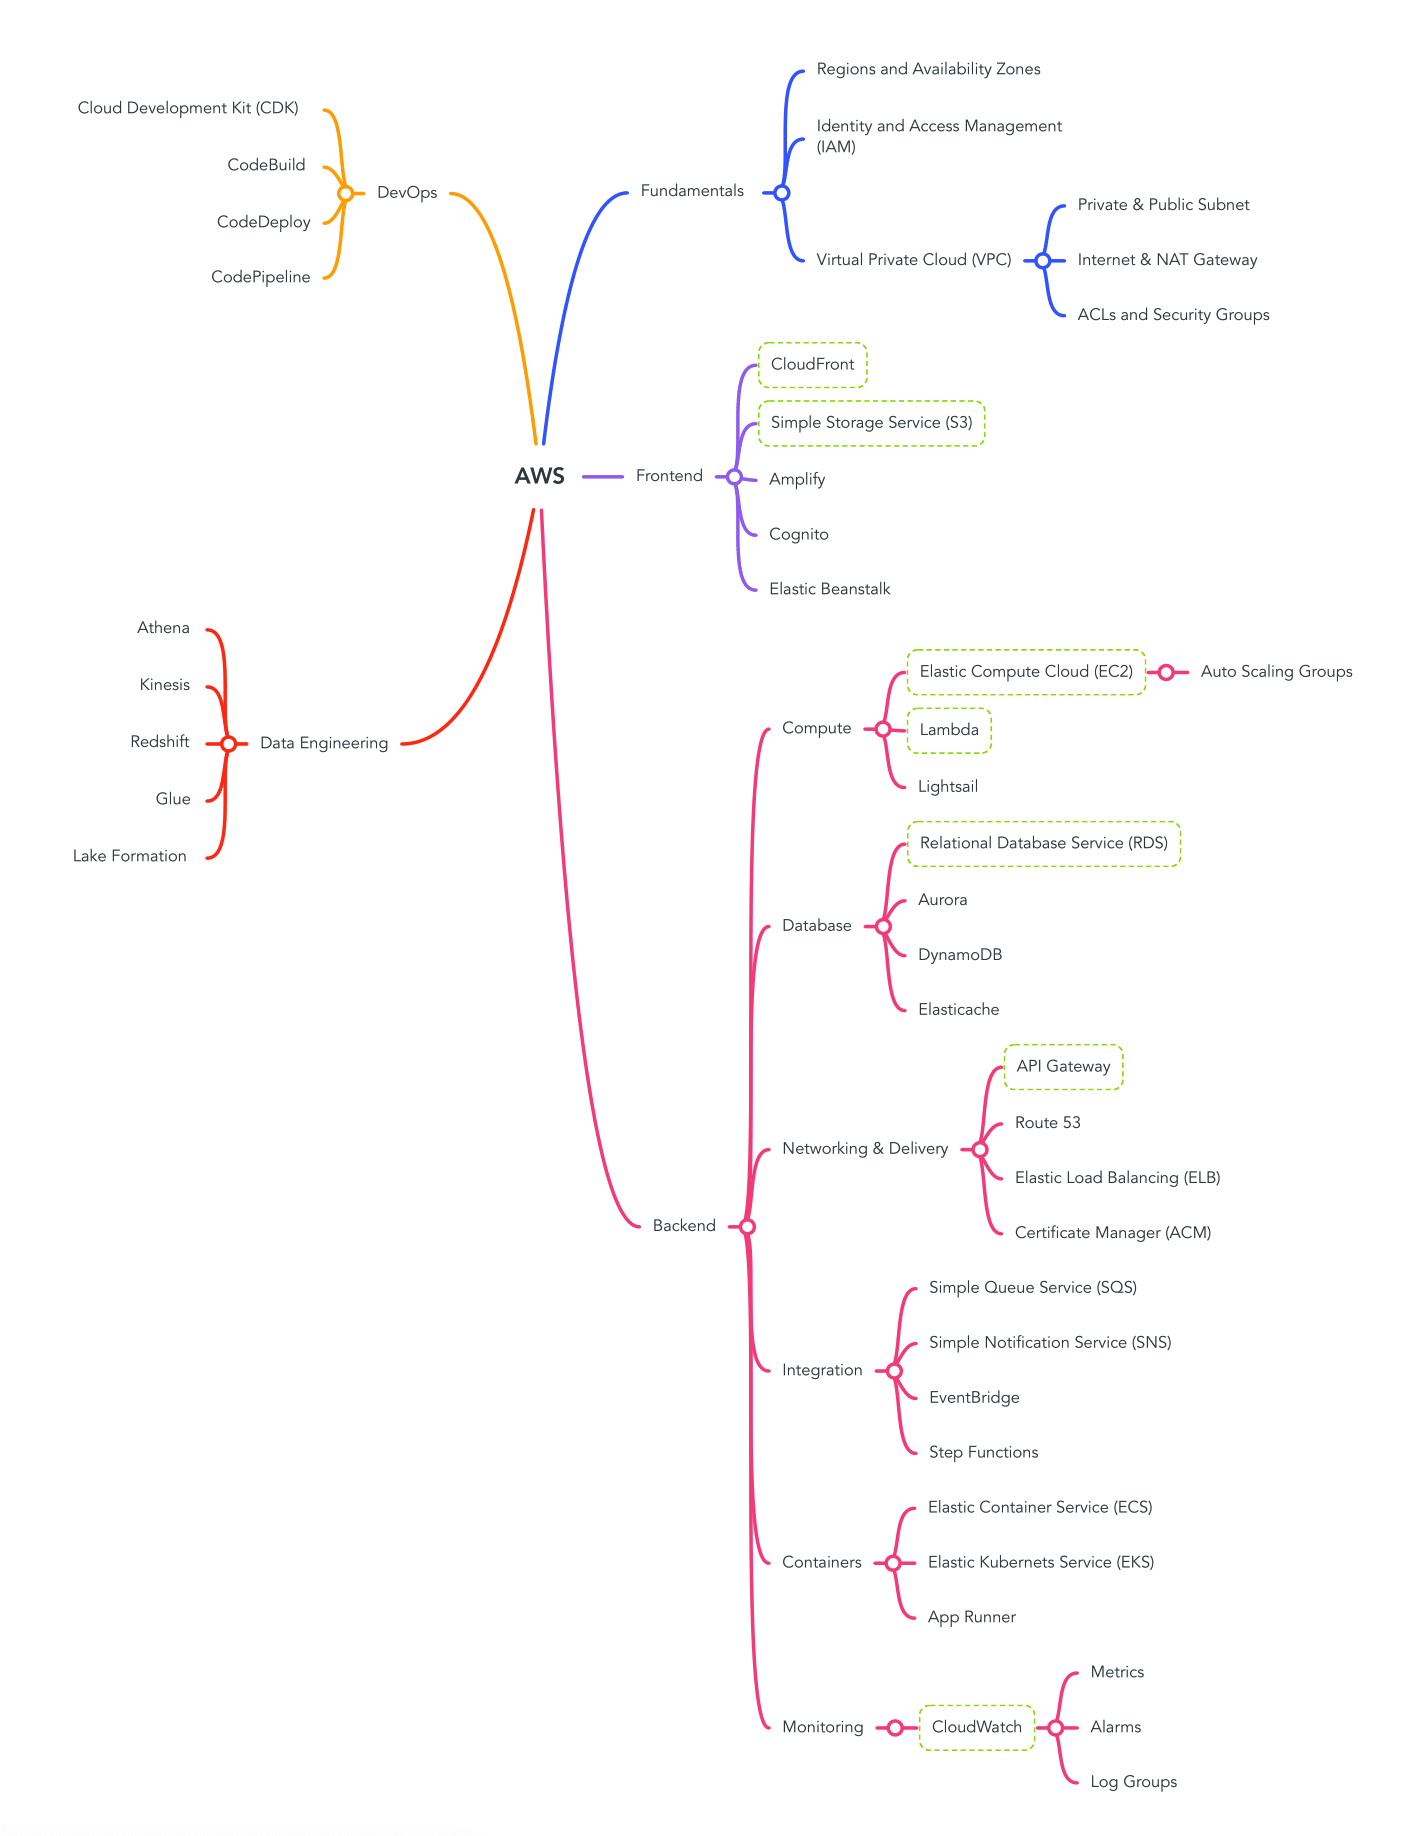 AWS
DevOps
Cloud Development Kit (CDK)
CodeBuild
CodeDeploy
CodePipeline
Fundamentals
Regions and Availability Zones
Identity and Access Management
(IAM)
Virtual Private Cloud (VPC)
Private & Public Subnet
Internet & NAT Gateway
ACLs and Security Groups
Frontend
CloudFront
Simple Storage Service (S3)
Amplify
Cognito
Elastic Beanstalk
Data Engineering
Athena
Kinesis
Redshift
Glue
Lake Formation
Backend
Compute
Elastic Compute Cloud (EC2)
Auto Scaling Groups
Lambda
Lightsail
Database
Relational Database Service (RDS)
Aurora
DynamoDB
Elasticache
Networking & Delivery
API Gateway
Route 53
Elastic Load Balancing (ELB)
Certificate Manager (ACM)
Integration
Simple Queue Service (SQS)
Simple Notification Service (SNS)
EventBridge
Step Functions
Containers
Elastic Container Service (ECS)
Elastic Kubernets Service (EKS)
App Runner
Monitoring
CloudWatch
Metrics
Alarms
Log Groups